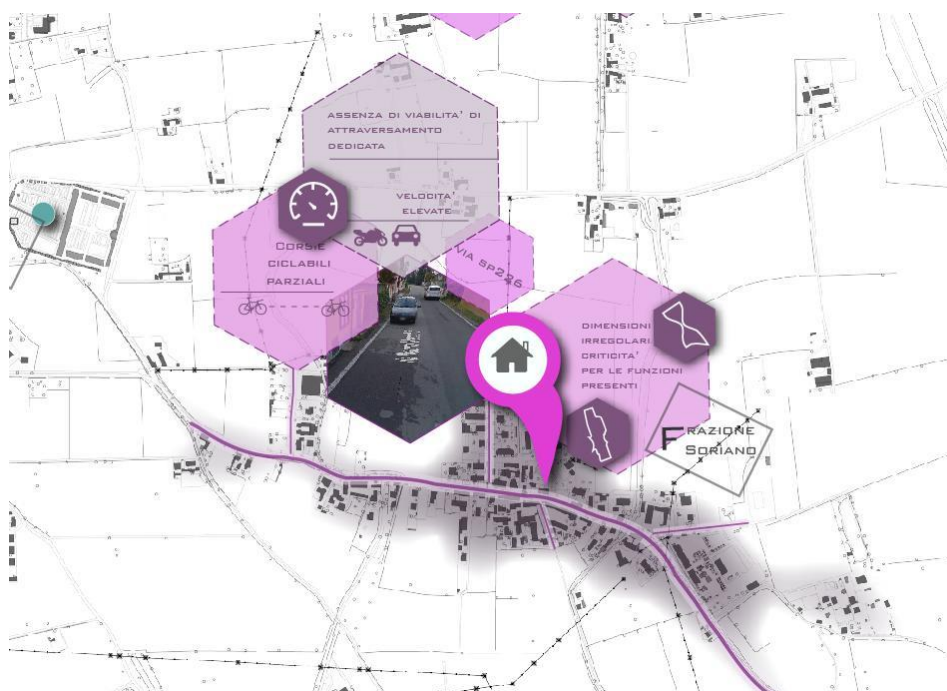 ASSENZA DI VIABILITA' DI
ATTRAVERSAMENTO
DEDICATA
VELOCITA'
ELEVATE
CORSIE
CICLABILI
PARZIALI
VIA SP226
DIMENSIONI
IRREGOLARI
CRITICITA'
PER LE FUNZIONI
PRESENTI
FRAZIONE
SORIANO